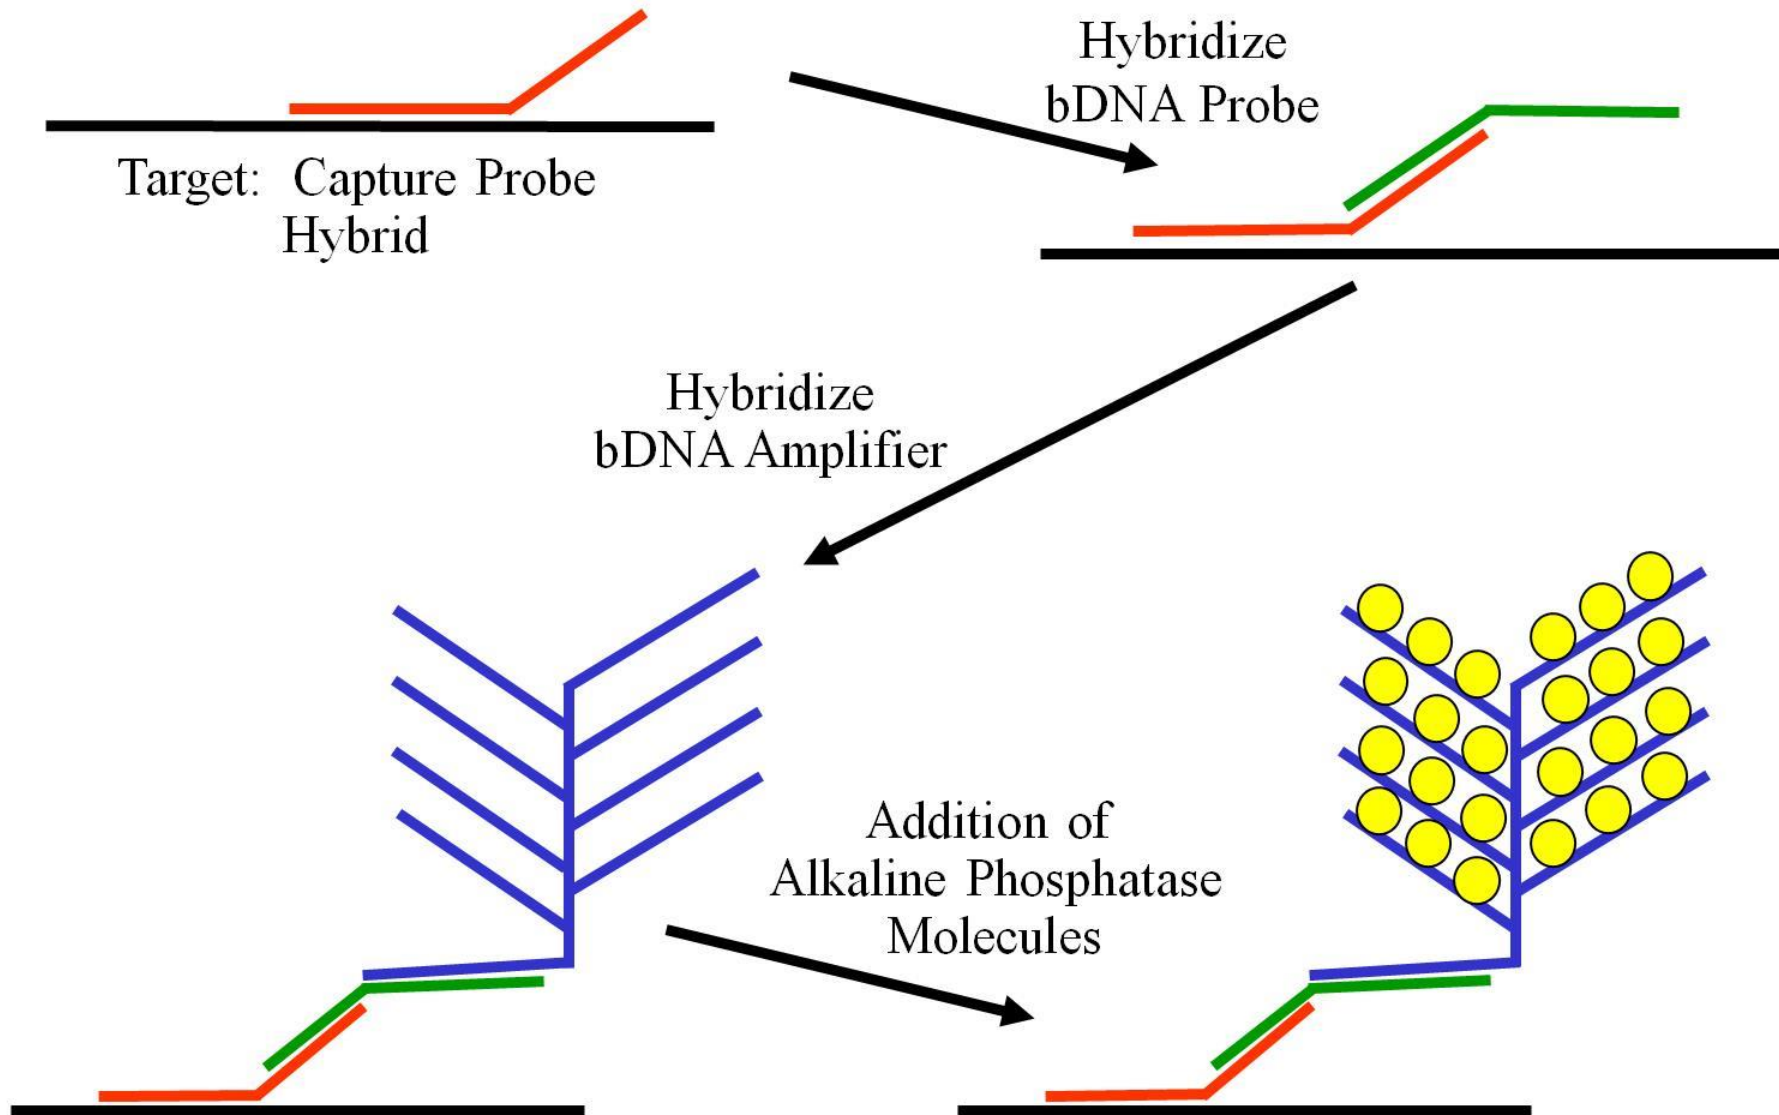 Hybridize
bDNA Probe
Target: Capture Probe
Hybrid
Hybridize
bDNA Amplifier
Addition of
Alkaline Phosphatase
Molecules